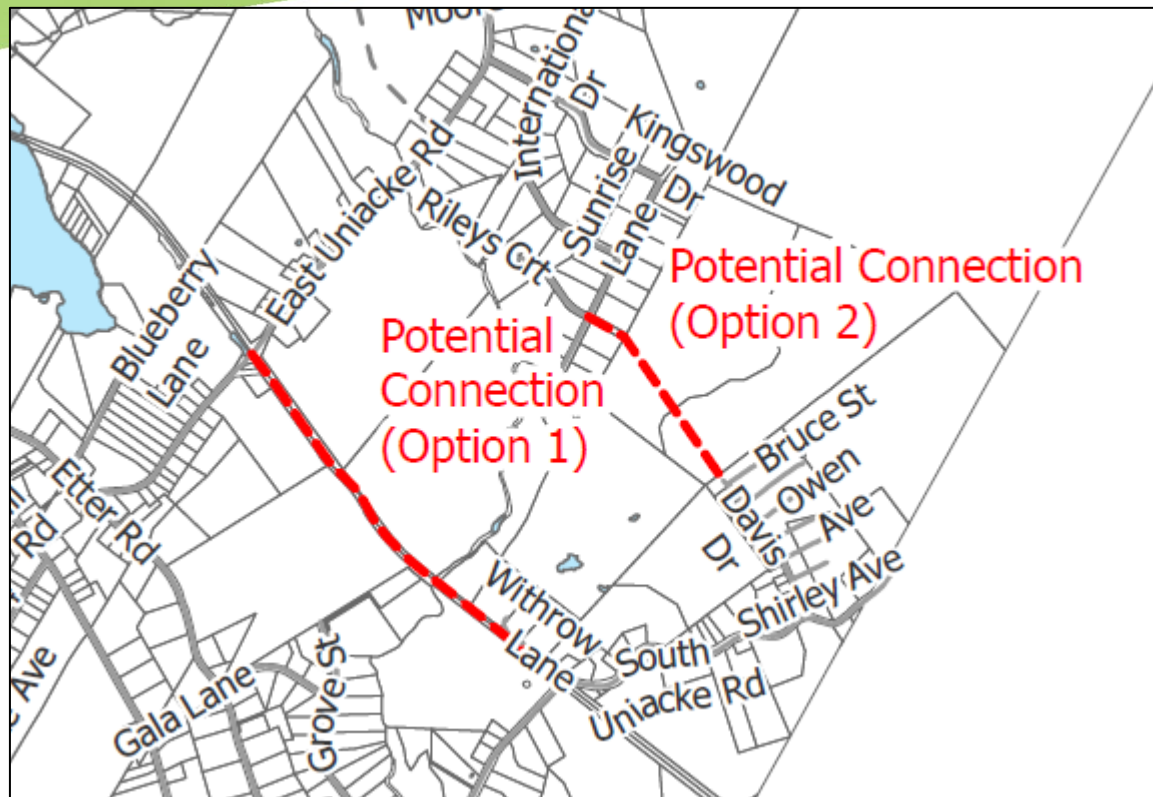 Moore
International
Dr
Kingswood
Dr
Sunrise
Lane
East Uniacke Rd
Rileys Crt
Potential Connection
(Option 2)
Potential
Connection
(Option 1)
Blueberry
Lane
Etter Rd
Rd
Bruce St
Owen
Ave
Davis
Dr
Shirley Ave
Withrow
Lane
South
Uniacke Rd
Grove St
Gala Lane
Ave